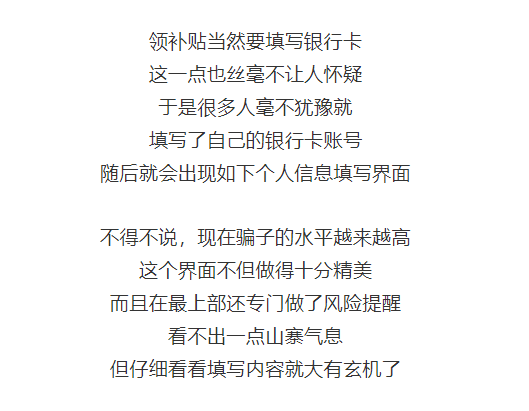 领补贴当然要填写银行卡
这一点也丝毫不让人怀疑
于是很多人毫不犹豫就
填写了自己的银行卡账号
随后就会出现如下个人信息填写界面
不得不说，现在骗子的水平越来越高
这个界面不但做得十分精美
而且在最上部还专门做了风险提醒
看不出一点山寨气息
但仔细看看填写内容就大有玄机了